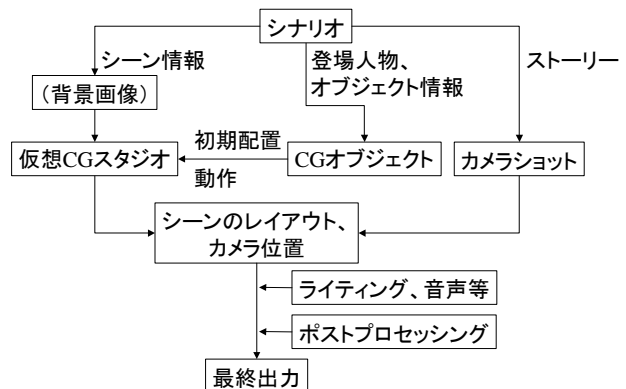 シナリオ
シーン情報
登場人物、
オブジェクト情報
ストーリー
（背景画像）
仮想CGスタジオ
初期配置
動作
CGオブジェクト
カメラショット
シーンのレイアウト、
カメラ位置
ライティング、音声等
ポストプロセッシング
最終出力